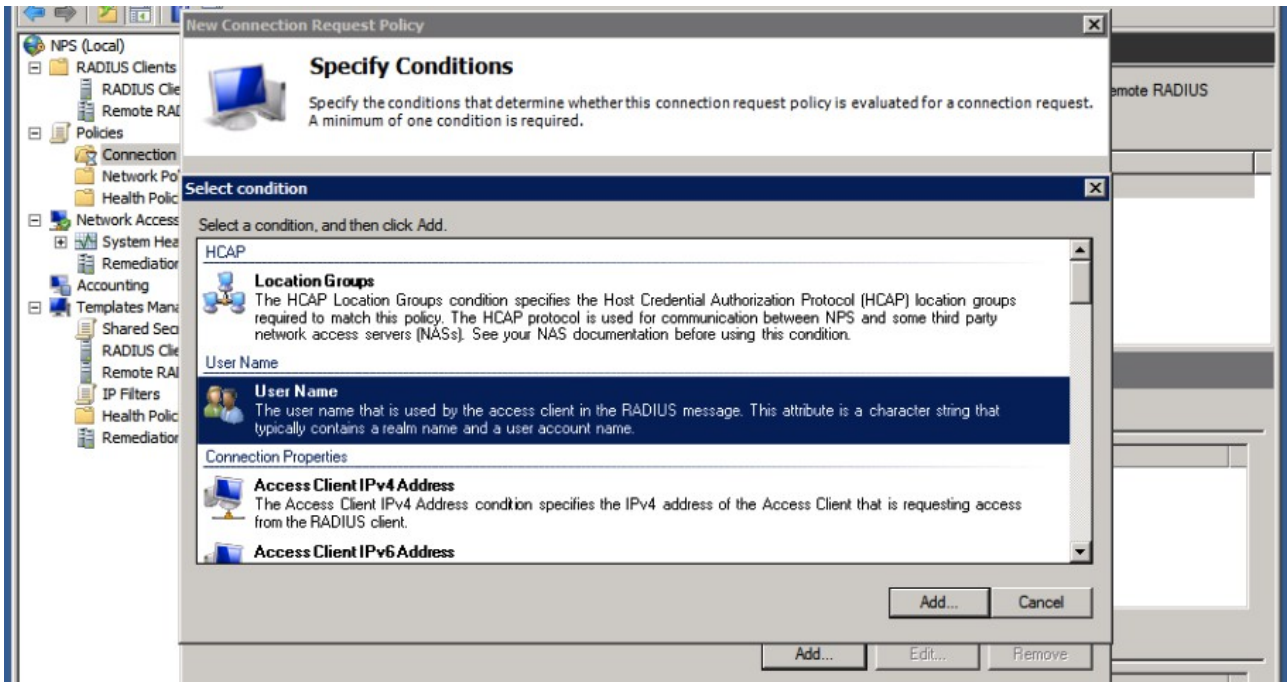 New Connection Request Policy
Specify Conditions
Specify the conditions that determine whether this connection request policy is evaluated for a connection request.
A minimum of one condition is required.
NPS (Local)
RADIUS Clients
RADIUS Clie
Remote RAD
Policies
Connection
Network Po
Health Polic
Network Access
System Hea
Remediation
Accounting
Templates Mana
Shared Secr
RADIUS Clie
Remote RAD
IP Filters
Health Polic
Remediation
emote RADIUS
Select condition
Select a condition, and then click Add.
HCAP
Location Groups
The HCAP Location Groups condition specifies the Host Credential Authorization Protocol (HCAP) location groups
required to match this policy. The HCAP protocol is used for communication between NPS and some third party
network access servers (NASs). See your NAS documentation before using this condition.
User Name
User Name
The user name that is used by the access client in the RADIUS message. This attribute is a character string that
typically contains a realm name and a user account name.
Connection Properties
Access Client IPv4 Address
The Access Client IPv4 Address condition specifies the IPv4 address of the Access Client that is requesting access
from the RADIUS client.
Access Client IPv6 Address
Add... Cancel
Add... Edit... Remove